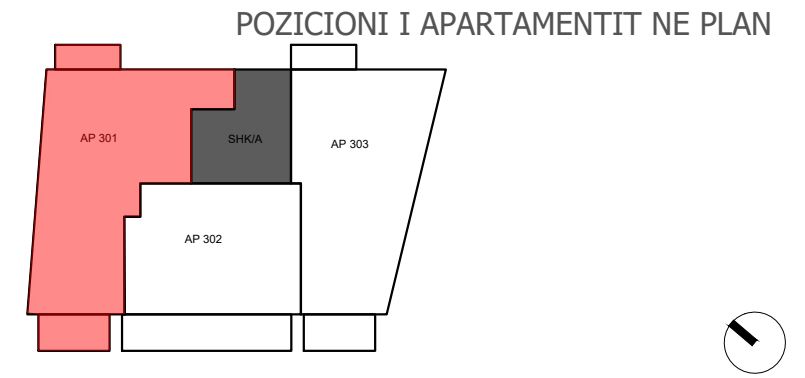 POZICIONI I APARTAMENTIT NE PLAN
AP 301
SHK/A
AP 303
AP 302